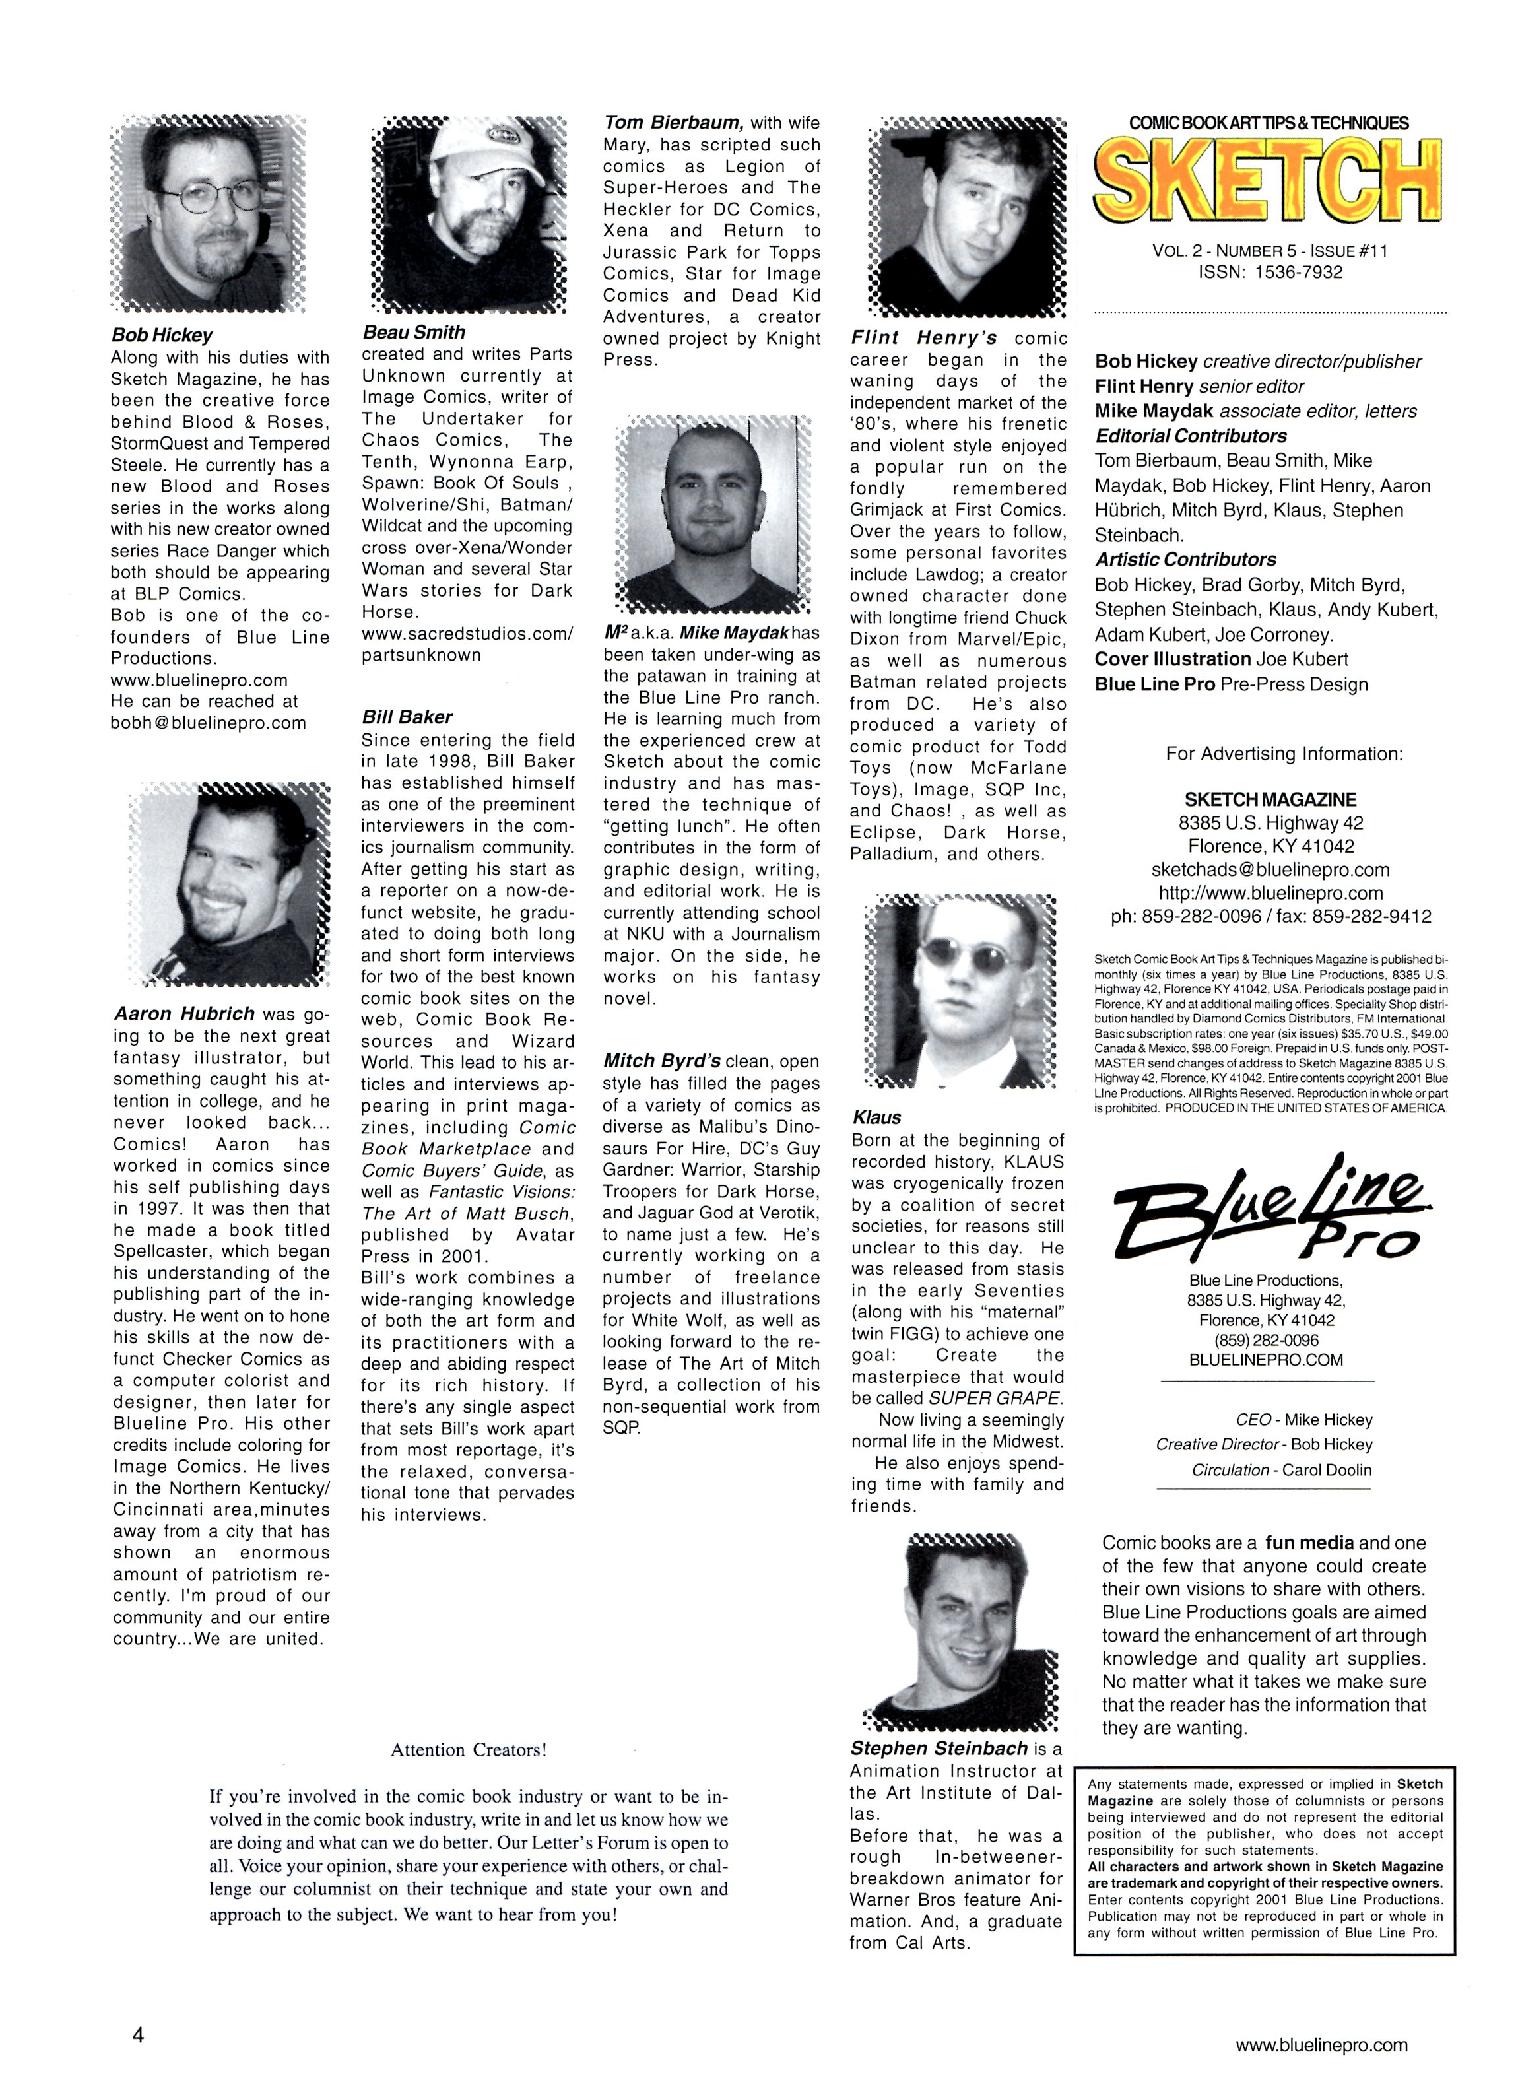 Bob Hickey
Along with his duties with
Sketch Magazine, he has
been the creative force
behind Blood & Roses,
StormQuest and Tempered
Steele. He currently has a
new Blood and Roses
series in the works along
with his new creator owned
series Race Danger which
both should be appearing
at BLP Comics.
Bob is one of the co-
founders of Blue Line
Productions.
www.bluelinepro.com
He can be reached at
bobh@bluelinepro.com
Aaron Hubrich was go-
ing to be the next great
fantasy illustrator, but
something caught his at-
tention in college, and he
never looked back...
Comics! Aaron has
worked in comics since
his self publishing days
in 1997. It was then that
he made a book titled
Spellcaster, which began
his understanding of the
publishing part of the in-
dustry. He went on to hone
his skills at the now de-
funct Checker Comics as
a computer colorist and
designer, then later for
Blueline Pro. His other
credits include coloring for
Image Comics. He lives
in the Northern Kentucky/
Cincinnati area,minutes
away from a city that has
shown an enormous
amount of patriotism re-
cently. I'm proud of our
community and our entire
country...We are united.
Beau Smith
created and writes Parts
Unknown currently at
Image Comics, writer of
The Undertaker for
Chaos Comics, The
Tenth, Wynonna Earp,
Spawn: Book Of Souls ,
Wolverine/Shi, Batman/
Wildcat and the upcoming
cross over-Xena/Wonder
Woman and several Star
Wars stories for Dark
Horse.
www.sacredstudios.com/
partsunknown
Bill Baker
Since entering the field
in late 1998, Bill Baker
has established himself
as one of the preeminent
interviewers in the com-
ics journalism community.
After getting his start as
a reporter on a now-de-
funct website, he gradu-
ated to doing both long
and short form interviews
for two of the best known
comic book sites on the
web, Comic Book Re-
sources and Wizard
World. This lead to his ar-
ticles and interviews ap-
pearing in print maga-
zines, including Comic
Book Marketplace and
Comic Buyers' Guide, as
well as Fantastic Visions:
The Art of Matt Busch,
published by Avatar
Press in 2001.
Bill's work combines a
wide-ranging knowledge
of both the art form and
its practitioners with a
deep and abiding respect
for its rich history. If
there's any single aspect
that sets Bill's work apart
from most reportage, it's
the relaxed, conversa-
tional tone that pervades
his interviews.
Tom Bierbaum, with wife
Mary, has scripted such
comics as Legion of
Super-Heroes and The
Heckler for DC Comics,
Xena and Return to
Jurassic Park for Topps
Comics, Star for Image
Comics and Dead Kid
Adventures, a creator
owned project by Knight
Press.
M² a.k.a. Mike Maydak has
been taken under-wing as
the patawan in training at
the Blue Line Pro ranch.
He is learning much from
the experienced crew at
Sketch about the comic
industry and has mas-
tered the technique of
"getting lunch". He often
contributes in the form of
graphic design, writing,
and editorial work. He is
currently attending school
at NKU with a Journalism
major. On the side, he
works on his fantasy
novel.
Mitch Byrd's clean, open
style has filled the pages
of a variety of comics as
diverse as Malibu's Dino-
saurs For Hire, DC's Guy
Gardner: Warrior, Starship
Troopers for Dark Horse,
and Jaguar God at Verotik,
to name just a few. He's
currently working on a
number of freelance
projects and illustrations
for White Wolf, as well as
looking forward to the re-
lease of The Art of Mitch
Byrd, a collection of his
non-sequential work from
SQP.
Flint Henry's comic
career began in the
waning days of the
independent market of the
'80's, where his frenetic
and violent style enjoyed
a popular run on the
fondly remembered
Grimjack at First Comics.
Over the years to follow,
some personal favorites
include Lawdog; a creator
owned character done
with longtime friend Chuck
Dixon from Marvel/Epic,
as well as numerous
Batman related projects
from DC. He's also
produced a variety of
comic product for Todd
Toys (now McFarlane
Toys), Image, SQP Inc,
and Chaos! , as well as
Eclipse, Dark Horse,
Palladium, and others.
Klaus
Born at the beginning of
recorded history, KLAUS
was cryogenically frozen
by a coalition of secret
societies, for reasons still
unclear to this day. He
was released from stasis
in the early Seventies
(along with his "maternal"
twin FIGG) to achieve one
goal: Create the
masterpiece that would
be called SUPER GRAPE.
Now living a seemingly
normal life in the Midwest.
He also enjoys spend-
ing time with family and
friends.
Stephen Steinbach is a
Animation Instructor at
the Art Institute of Dal-
las.
Before that, he was a
rough In-betweener-
breakdown animator for
Warner Bros feature Ani-
mation. And, a graduate
from Cal Arts.
COMIC BOOK ART TIPS & TECHNIQUES
SKETCH
VOL. 2 - NUMBER 5 - ISSUE #11
ISSN: 1536-7932
Bob Hickey creative director/publisher
Flint Henry senior editor
Mike Maydak associate editor, letters
Editorial Contributors
Tom Bierbaum, Beau Smith, Mike
Maydak, Bob Hickey, Flint Henry, Aaron
Hübrich, Mitch Byrd, Klaus, Stephen
Steinbach.
Artistic Contributors
Bob Hickey, Brad Gorby, Mitch Byrd,
Stephen Steinbach, Klaus, Andy Kubert,
Adam Kubert, Joe Corroney.
Cover Illustration Joe Kubert
Blue Line Pro Pre-Press Design
For Advertising Information:
SKETCH MAGAZINE
8385 U.S. Highway 42
Florence, KY 41042
sketchads@bluelinepro.com
http://www.bluelinepro.com
ph: 859-282-0096 / fax: 859-282-9412
Sketch Comic Book Art Tips & Techniques Magazine is published bi-
monthly (six times a year) by Blue Line Productions, 8385 U.S.
Highway 42, Florence KY 41042, USA. Periodicals postage paid in
Florence, KY and at additional mailing offices. Speciality Shop distri-
bution handled by Diamond Comics Distributors, FM International
Basic subscription rates: one year (six issues) $35.70 U.S., $49.00
Canada & Mexico, $98.00 Foreign. Prepaid in U.S. funds only. POST-
MASTER send changes of address to Sketch Magazine 8385 U.S.
Highway 42, Florence, KY 41042. Entire contents copyright 2001 Blue
Line Productions. All Rights Reserved. Reproduction in whole or part
is prohibited. PRODUCED IN THE UNITED STATES OF AMERICA
Blue Line
Pro
Blue Line Productions,
8385 U.S. Highway 42,
Florence, KY 41042
(859) 282-0096
BLUELINEPRO.COM
CEO - Mike Hickey
Creative Director - Bob Hickey
Circulation - Carol Doolin
Comic books are a fun media and one
of the few that anyone could create
their own visions to share with others.
Blue Line Productions goals are aimed
toward the enhancement of art through
knowledge and quality art supplies.
No matter what it takes we make sure
that the reader has the information that
they are wanting.
Any statements made, expressed or implied in Sketch
Magazine are solely those of columnists or persons
being interviewed and do not represent the editorial
position of the publisher, who does not accept
responsibility for such statements.
All characters and artwork shown in Sketch Magazine
are trademark and copyright of their respective owners.
Enter contents copyright 2001 Blue Line Productions.
Publication may not be reproduced in part or whole in
any form without written permission of Blue Line Pro.
Attention Creators!
If you're involved in the comic book industry or want to be in-
volved in the comic book industry, write in and let us know how we
are doing and what can we do better. Our Letter's Forum is open to
all. Voice your opinion, share your experience with others, or chal-
lenge our columnist on their technique and state your own and
approach to the subject. We want to hear from you!
4
www.bluelinepro.com